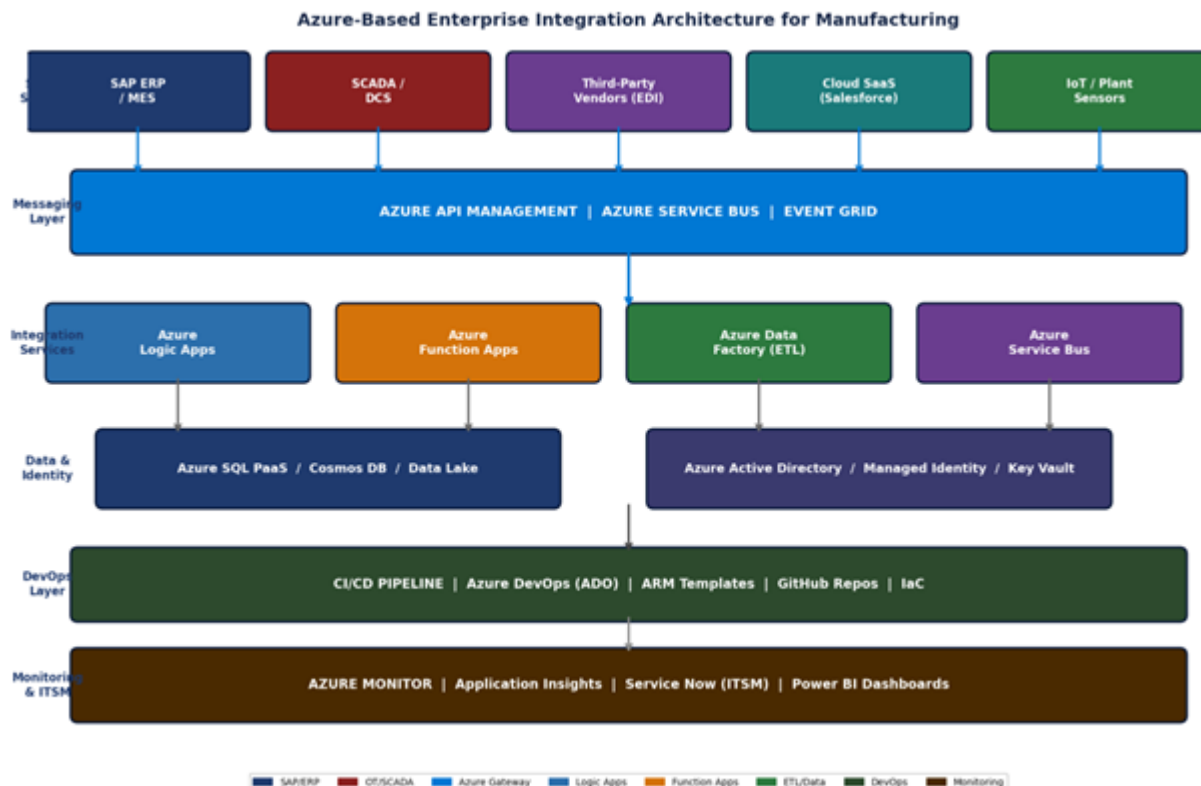 Azure-Based Enterprise Integration Architecture for Manufacturing
SAP ERP
/ MES
SCADA /
DCS
Third-Party
Vendors (EDI)
Cloud SaaS
(Salesforce)
IoT / Plant
Sensors
Messaging
Layer
AZURE API MANAGEMENT | AZURE SERVICE BUS | EVENT GRID
Integration
Services
Azure
Logic Apps
Azure
Function Apps
Azure Data
Factory (ETL)
Azure
Service Bus
Data &
Identity
Azure SQL PaaS / Cosmos DB / Data Lake
Azure Active Directory / Managed Identity / Key Vault
DevOps
Layer
CI/CD PIPELINE | Azure DevOps (ADO) | ARM Templates | GitHub Repos | IaC
Monitoring
& ITSM
AZURE MONITOR | Application Insights | Service Now (ITSM) | Power BI Dashboards
SAP/ERP OT/SCADA Azure Gateway Logic Apps Function Apps ETL/Data DevOps Monitoring